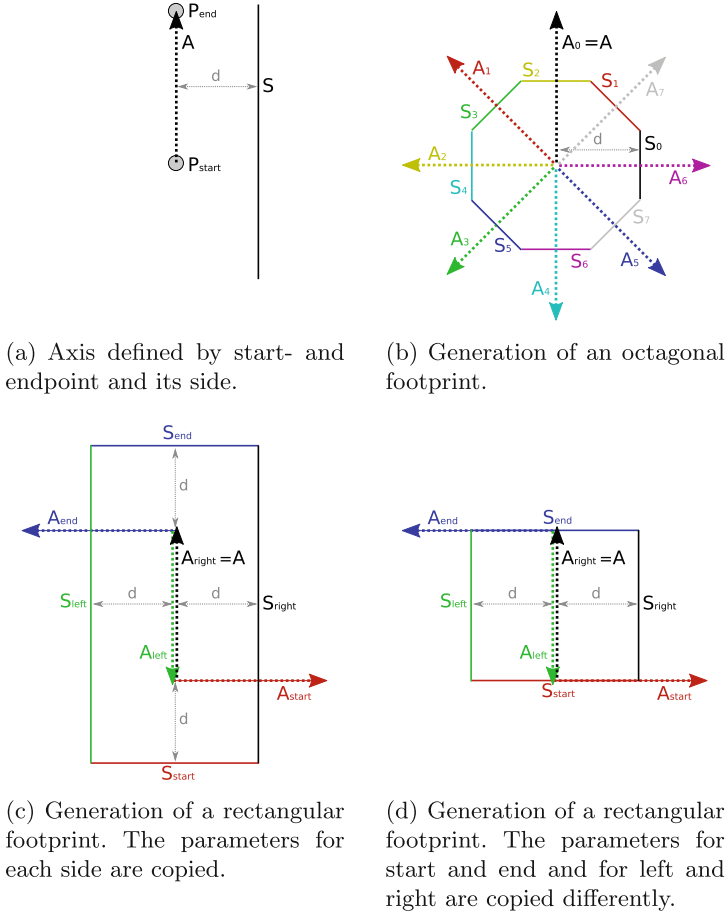 Pend
A
d
S
Pstart
A0 =A
A1
S2
S1
A7
S3
d
S0
A2
A6
S4
S7
A3
S5
S6
A5
A4
(a) Axis defined by start- and
endpoint and its side.
(b) Generation of an octagonal
footprint.
Send
d
Aend
Aright =A
d
d
Sleft
Sright
Aleft
Astart
d
Sstart
Aend
Send
Aright =A
d
d
Sleft
Sright
Aleft
Sstart
Astart
(c) Generation of a rectangular
footprint. The parameters for
each side are copied.
(d) Generation of a rectangular
footprint. The parameters for
start and end and for left and
right are copied differently.